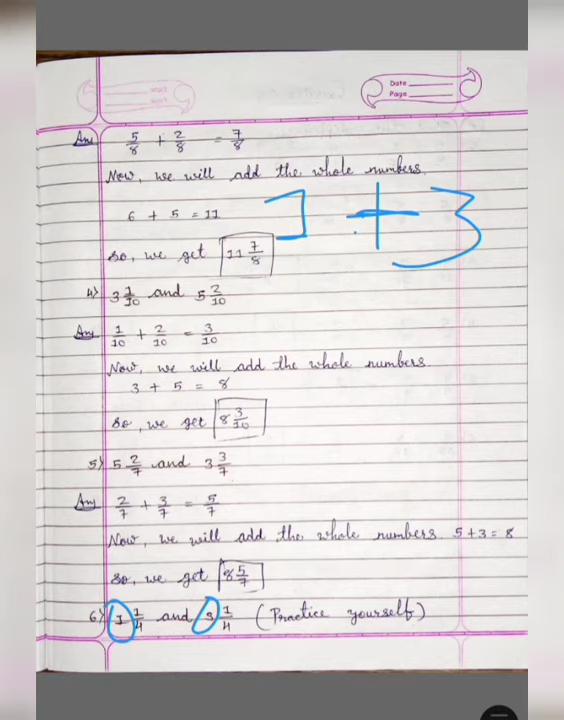 Date
Page
Ans 5/8 + 2/8 = 7/8
Now, we will add the whole numbers.
6 + 5 = 11
So, we get 11 7/8
] + 3
4) 3 1/10 and 5 2/10
Ans 1/10 + 2/10 = 3/10
Now, we will add the whole numbers.
3 + 5 = 8
So, we get 8 3/10
5) 5 2/7 and 3 3/7
Ans 2/7 + 3/7 = 5/7
Now, we will add the whole numbers. 5+3 = 8
So, we get 8 5/7
6) 1 1/4 and 3 1/4 (Practice yourself)